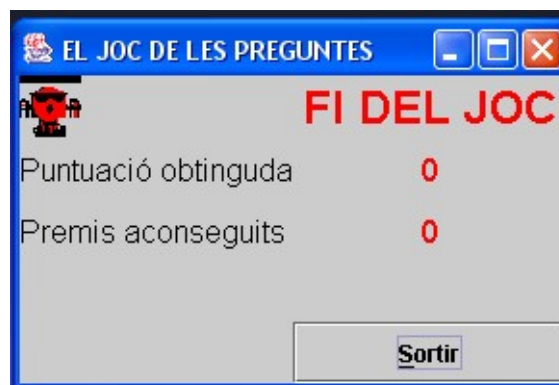 EL JOC DE LES PREGUNTES
FI DEL JOC
Puntuació obtinguda 0
Premis aconseguits 0
Sortir